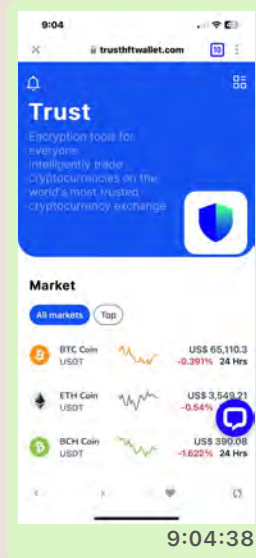 9:04
trusthftwallet.com
10
Trust
Encryption tools for
everyone
Intelligently trade
cryptocurrencies on the
world's most trusted
cryptocurrency exchange
Market
All markets
Top
BTC Coin
US$ 65,110.3
USDT
-0.391% 24 Hrs
ETH Coin
US$ 3,549.21
USDT
-0.54%
BCH Coin
US$ 390.08
USDT
-1.622% 24 Hrs
9:04:38